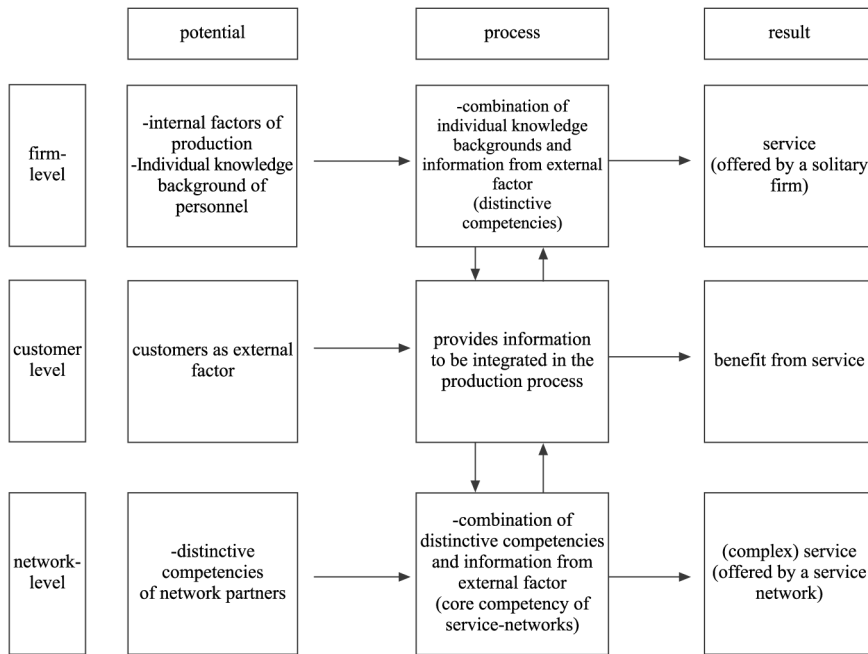 potential
process
result
firm-
level
-internal factors of
production
-Individual knowledge
background of
personnel
-combination of
individual knowledge
backgrounds and
information from external
factor
(distinctive
competencies)
service
(offered by a solitary
firm)
customer
level
customers as external
factor
provides information
to be integrated in the
production process
benefit from service
network-
level
-distinctive
competencies
of network partners
-combination of
distinctive competencies
and information from
external factor
(core competency of
service-networks)
(complex) service
(offered by a service
network)